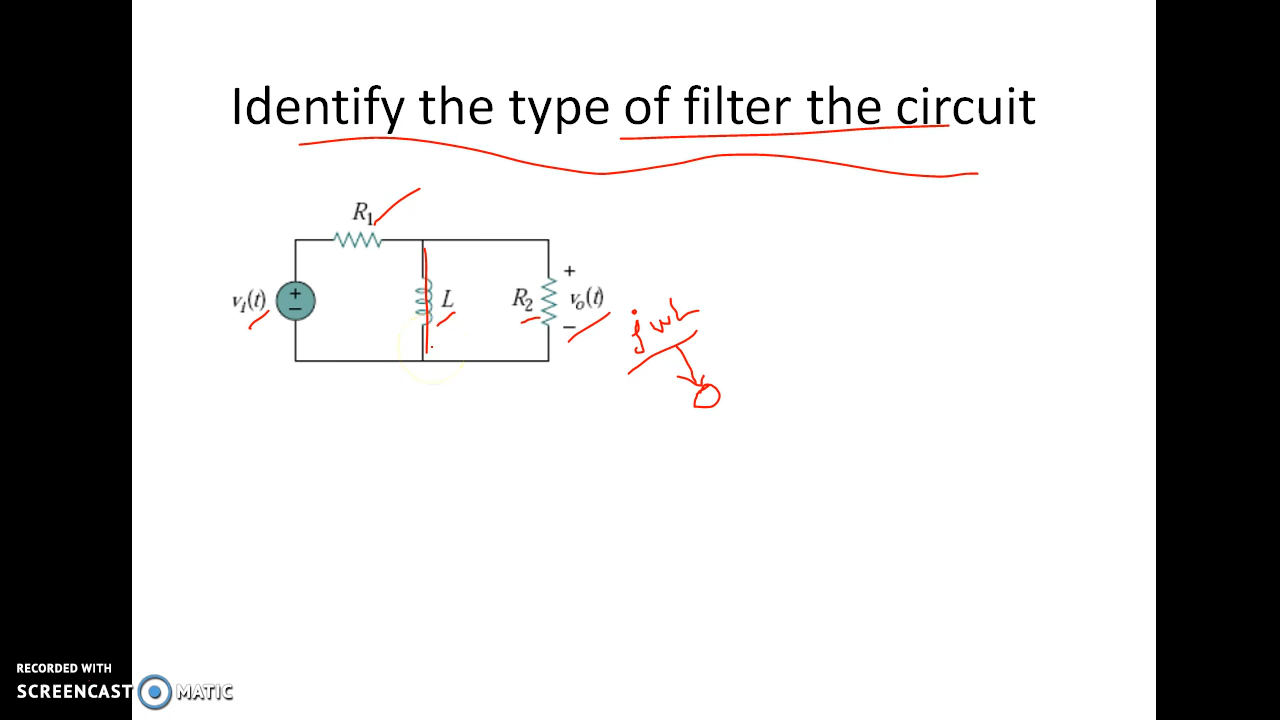 Identify the type of filter the circuit
R1
+
vi(t) + − L R2 vo(t)
−
jwL
0
RECORDED WITH
SCREENCAST MATIC